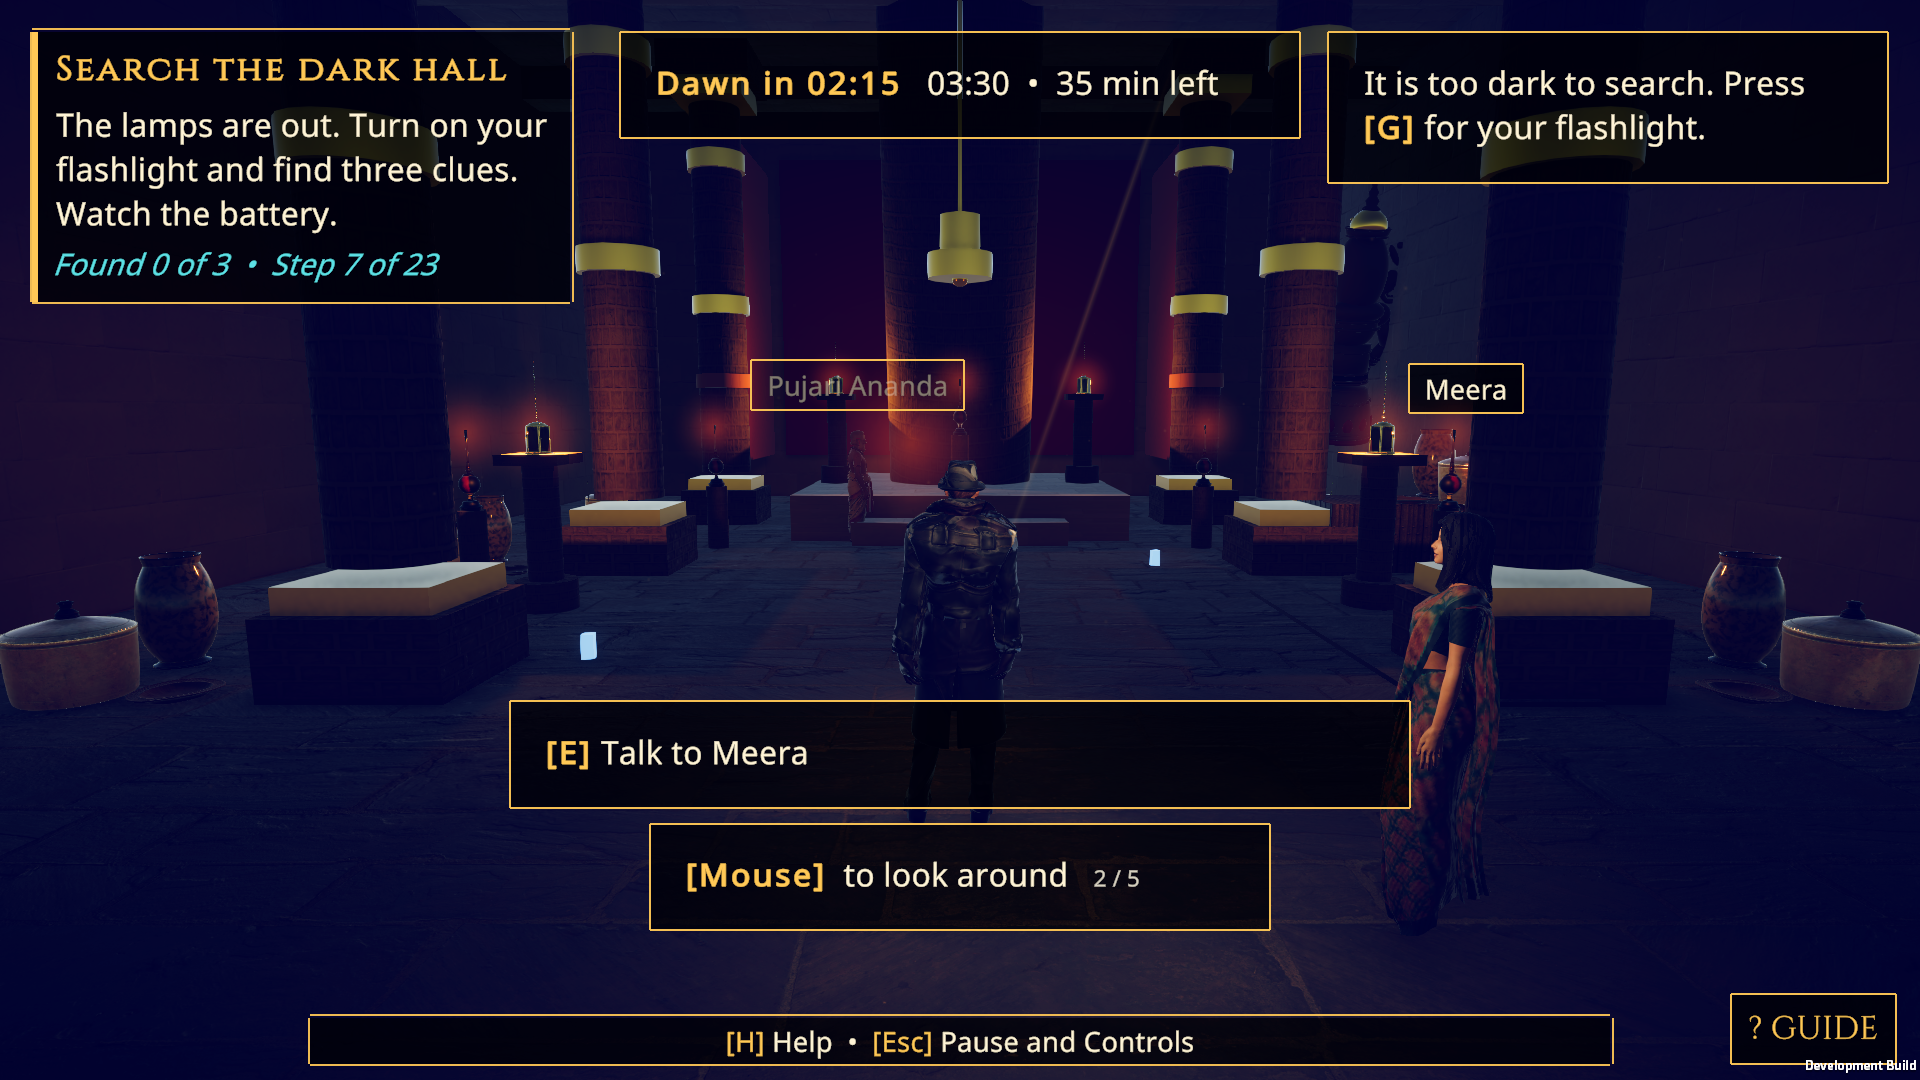 SEARCH THE DARK HALL
The lamps are out. Turn on your
flashlight and find three clues.
Watch the battery.
Found 0 of 3 • Step 7 of 23
Dawn in 02:15 03:30 • 35 min left
It is too dark to search. Press
[G] for your flashlight.
Pujari Ananda
Meera
[E] Talk to Meera
[Mouse] to look around 2 / 5
[H] Help • [Esc] Pause and Controls
? GUIDE
Development Build